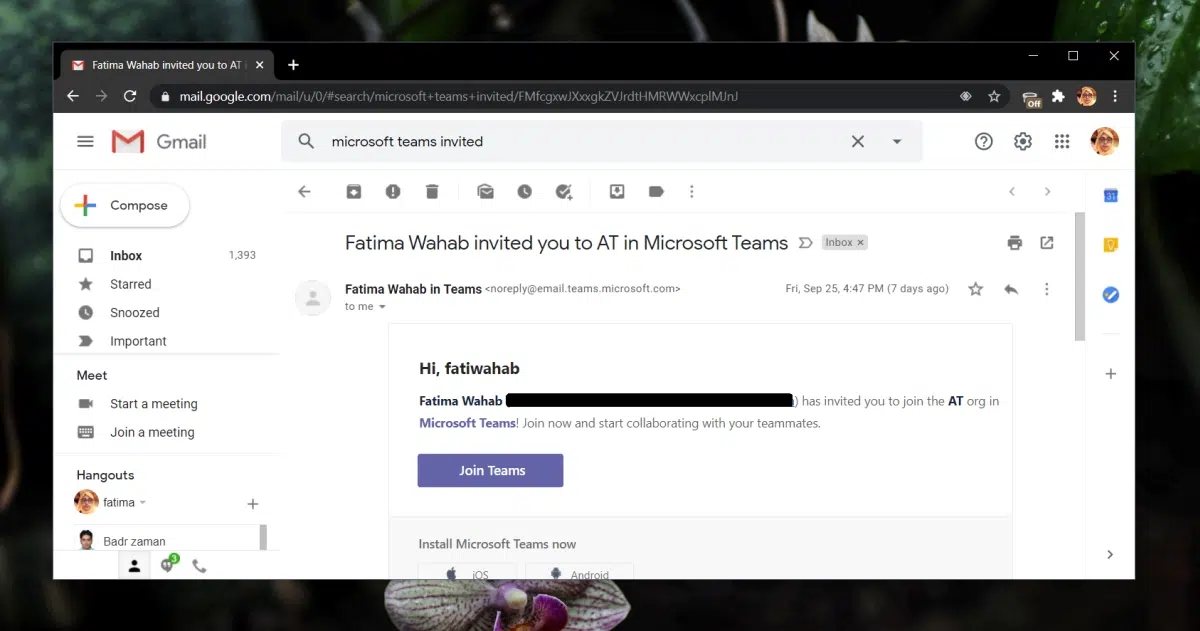 Fatima Wahab invited you to AT i
mail.google.com/mail/u/0/#search/microsoft+teams+invited/FMfcgxwJXxxgkZVJrdtHMRWWxcplMJnJ
Off
Gmail
microsoft teams invited
Compose
Inbox 1,393
Starred
Snoozed
Important
Meet
Start a meeting
Join a meeting
Hangouts
fatima
Badr zaman
3
Fatima Wahab invited you to AT in Microsoft Teams Inbox ×
Fatima Wahab in Teams <noreply@email.teams.microsoft.com> Fri, Sep 25, 4:47 PM (7 days ago)
to me
Hi, fatiwahab
Fatima Wahab ) has invited you to join the AT org in
Microsoft Teams! Join now and start collaborating with your teammates.
Join Teams
Install Microsoft Teams now
iOS Android
31